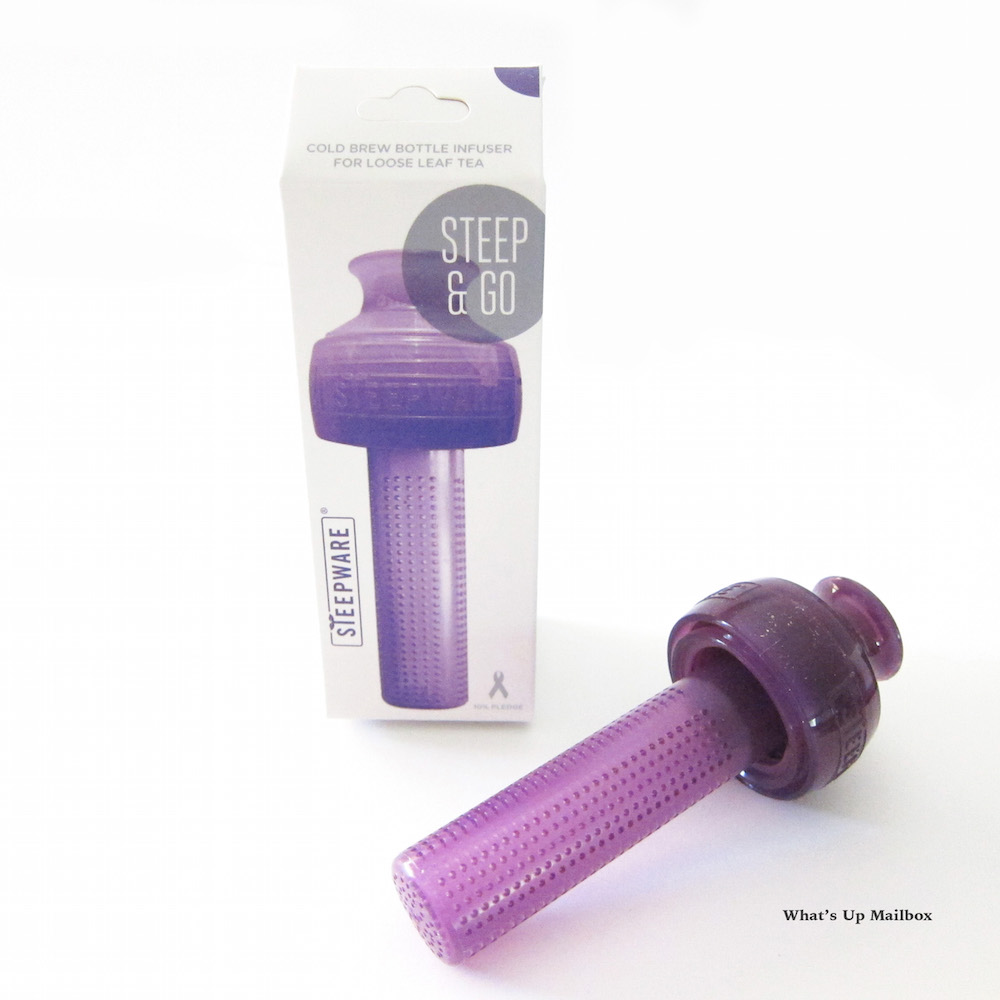 COLD BREW BOTTLE INFUSER
FOR LOOSE LEAF TEA
STEEP
& GO
STEEPWARE
STEEPWARE®
10% PLEDGE
What's Up Mailbox